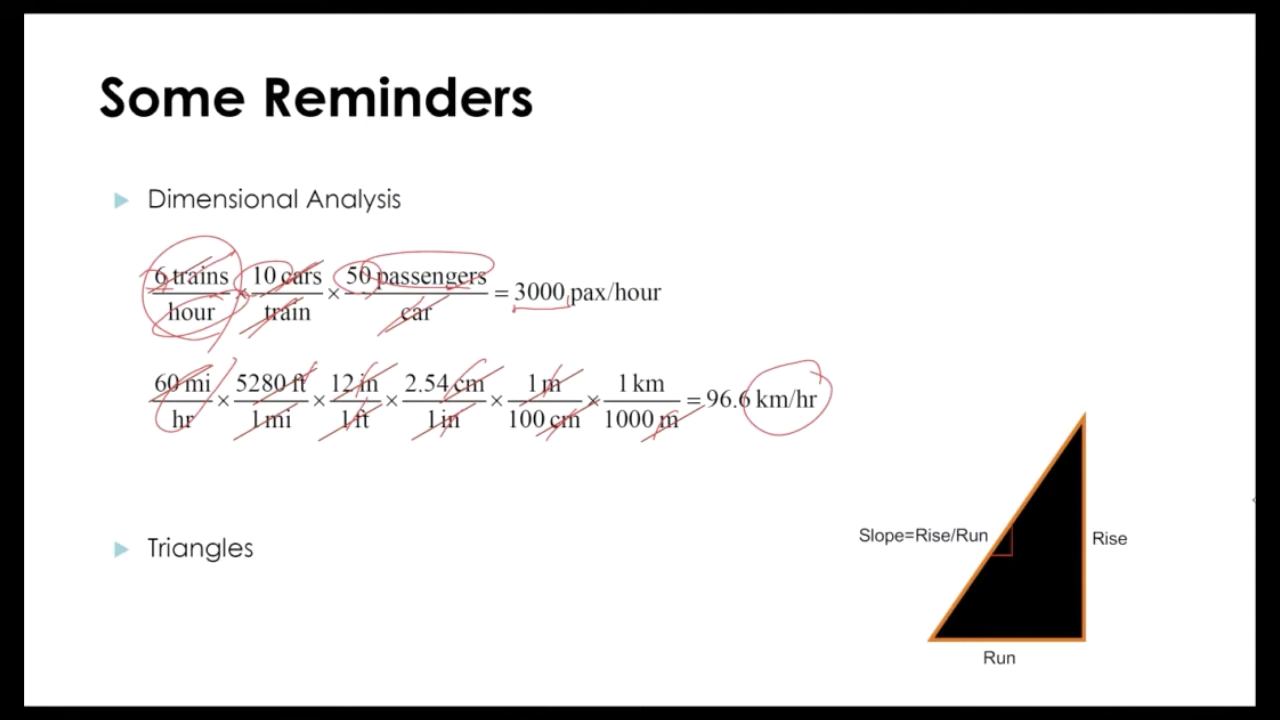 Some Reminders
Dimensional Analysis
6 trains/hour × 10 cars/train × 50 passengers/car = 3000 pax/hour
60 mi/hr × 5280 ft/1 mi × 12 in/1 ft × 2.54 cm/1 in × 1 m/100 cm × 1 km/1000 m = 96.6 km/hr
Slope=Rise/Run
Rise
Triangles
Run